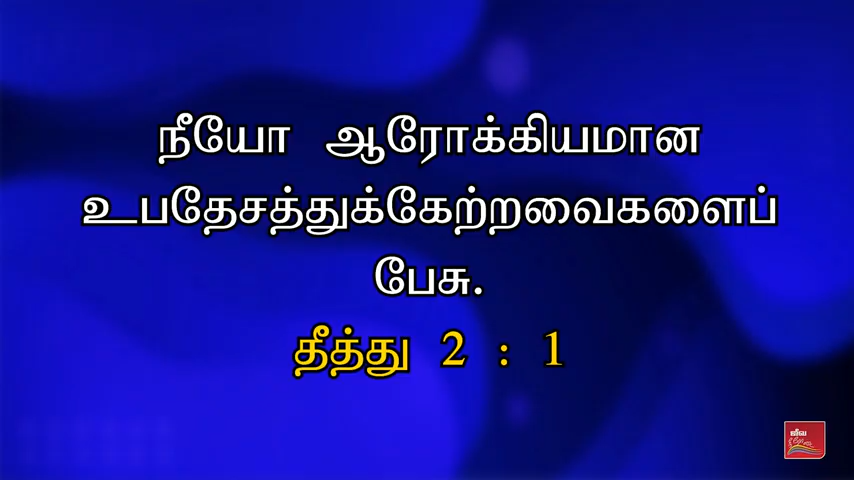 நீயோ ஆரோக்கியமான
உபதேசத்துக்கேற்றவைகளைப்
பேசு.
தீத்து 2 : 1
ஜீவ